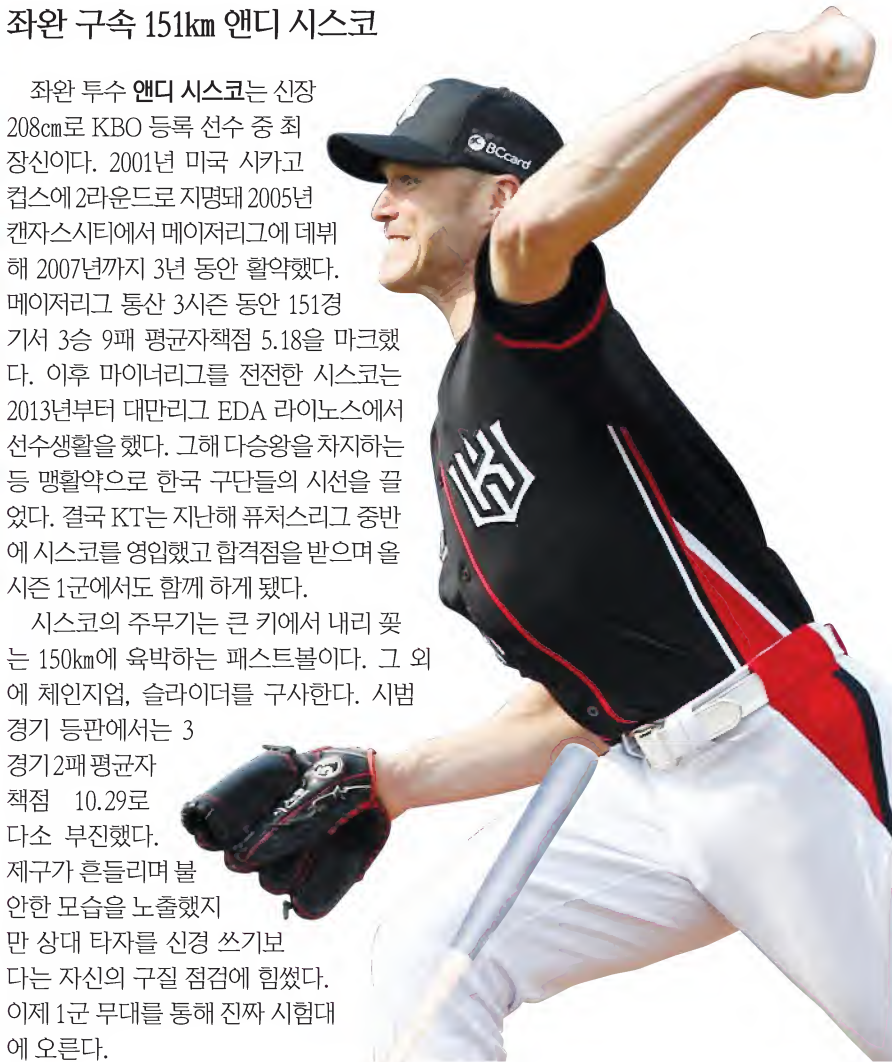 좌완 구속 151km 앤디 시스코
좌완 투수 앤디 시스코는 신장
208cm로 KBO 등록 선수 중 최
장신이다. 2001년 미국 시카고
컵스에 2라운드로 지명돼 2005년
캔자스시티에서 메이저리그에 데뷔
해 2007년까지 3년 동안 활약했다.
메이저리그 통산 3시즌 동안 151경
기서 3승 9패 평균자책점 5.18을 마크했
다. 이후 마이너리그를 전전한 시스코는
2013년부터 대만리그 EDA 라이노스에서
선수생활을 했다. 그해 다승왕을 차지하는
등 맹활약으로 한국 구단들의 시선을 끌
었다. 결국 KT는 지난해 퓨처스리그 중반
에 시스코를 영입했고 합격점을 받으며 올
시즌 1군에서도 함께 하게 됐다.
시스코의 주무기는 큰 키에서 내리 꽂
는 150km에 육박하는 패스트볼이다. 그 외
에 체인지업, 슬라이더를 구사한다. 시범
경기 등판에서는 3
경기 2패 평균자
책점 10.29로
다소 부진했다.
제구가 흔들리며 불
안한 모습을 노출했지
만 상대 타자를 신경 쓰기보
다는 자신의 구질 점검에 힘썼다.
이제 1군 무대를 통해 진짜 시험대
에 오른다.
BCcard